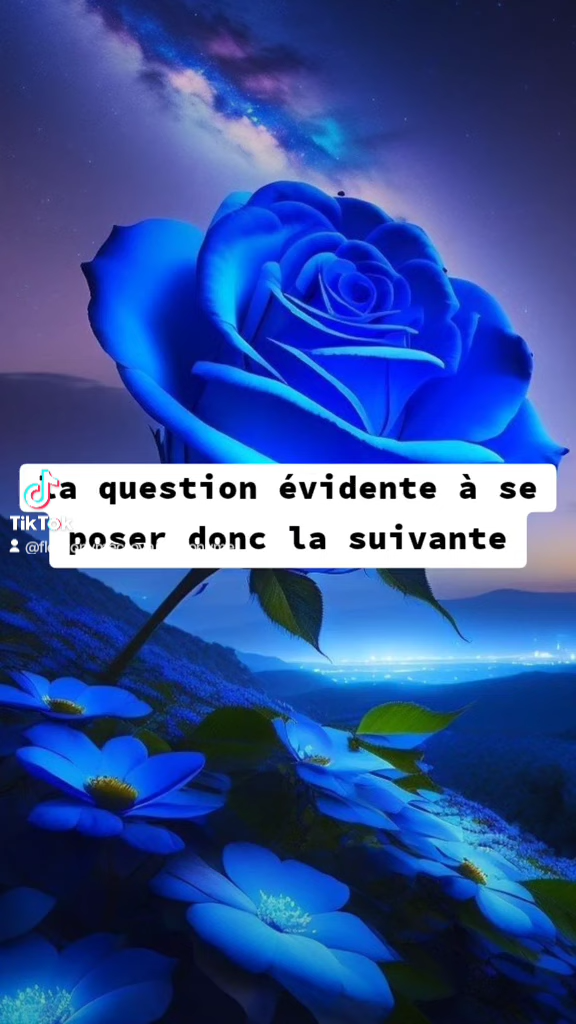 La question évidente à se
poser donc la suivante
TikTok